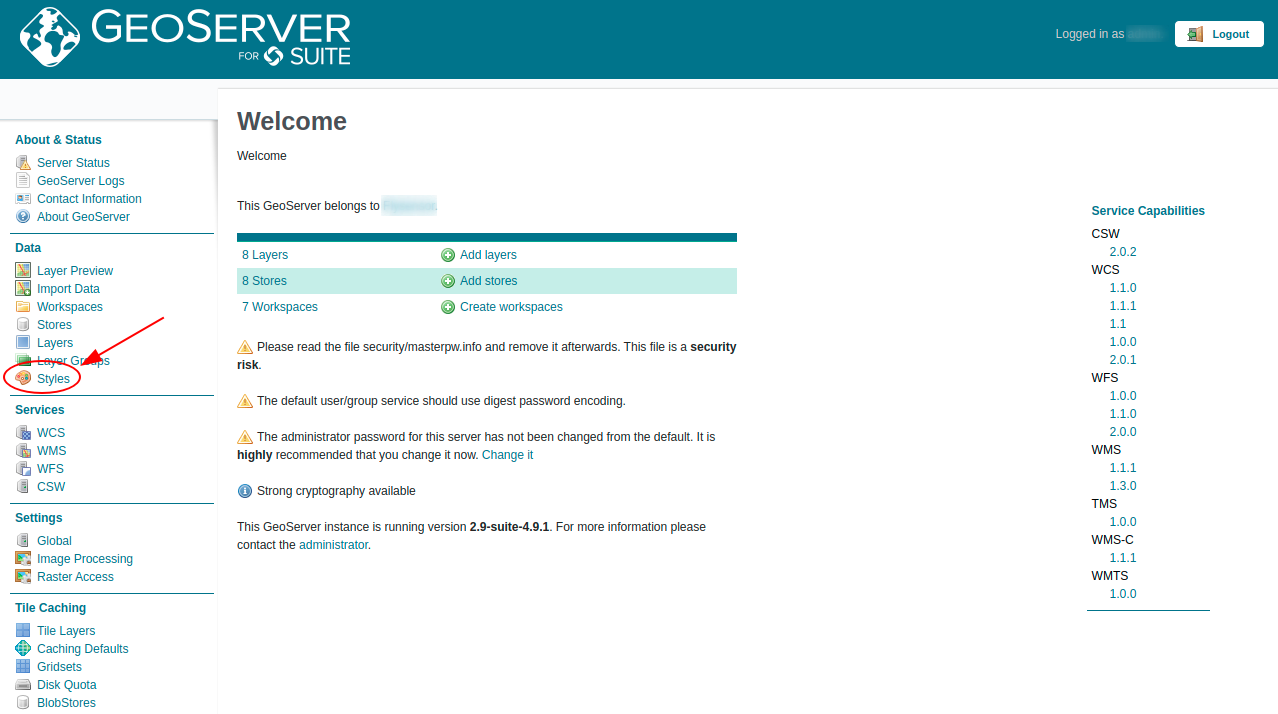 GEOSERVER
FOR SUITE
Logged in as
Logout
About & Status
Server Status
GeoServer Logs
Contact Information
About GeoServer
Data
Layer Preview
Import Data
Workspaces
Stores
Layers
Layer Groups
Styles
Services
WCS
WMS
WFS
CSW
Settings
Global
Image Processing
Raster Access
Tile Caching
Tile Layers
Caching Defaults
Gridsets
Disk Quota
BlobStores
Welcome
Welcome
This GeoServer belongs to
8 Layers Add layers
8 Stores Add stores
7 Workspaces Create workspaces
Please read the file security/masterpw.info and remove it afterwards. This file is a security
risk.
The default user/group service should use digest password encoding.
The administrator password for this server has not been changed from the default. It is
highly recommended that you change it now. Change it
Strong cryptography available
This GeoServer instance is running version 2.9-suite-4.9.1. For more information please
contact the administrator.
Service Capabilities
CSW
2.0.2
WCS
1.1.0
1.1.1
1.1
1.0.0
2.0.1
WFS
1.0.0
1.1.0
2.0.0
WMS
1.1.1
1.3.0
TMS
1.0.0
WMS-C
1.1.1
WMTS
1.0.0